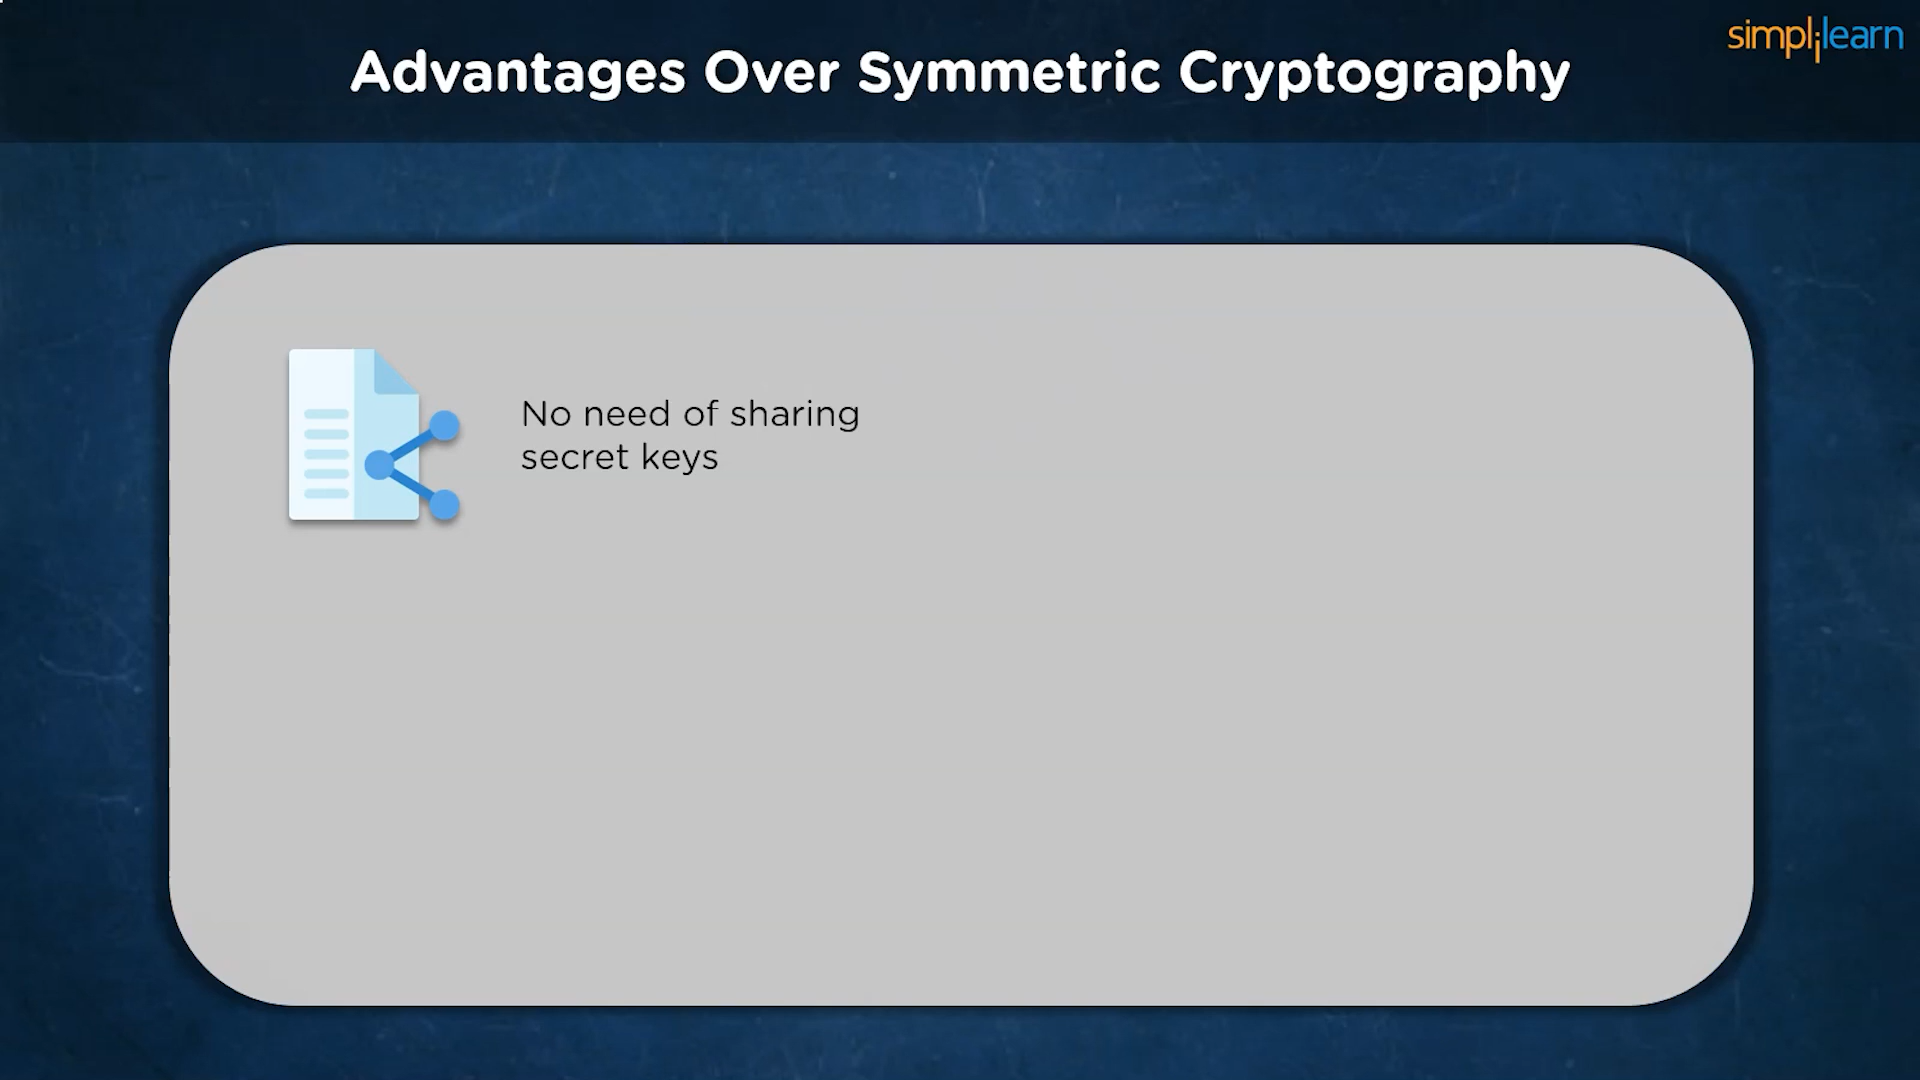 simplilearn
Advantages Over Symmetric Cryptography
No need of sharing
secret keys